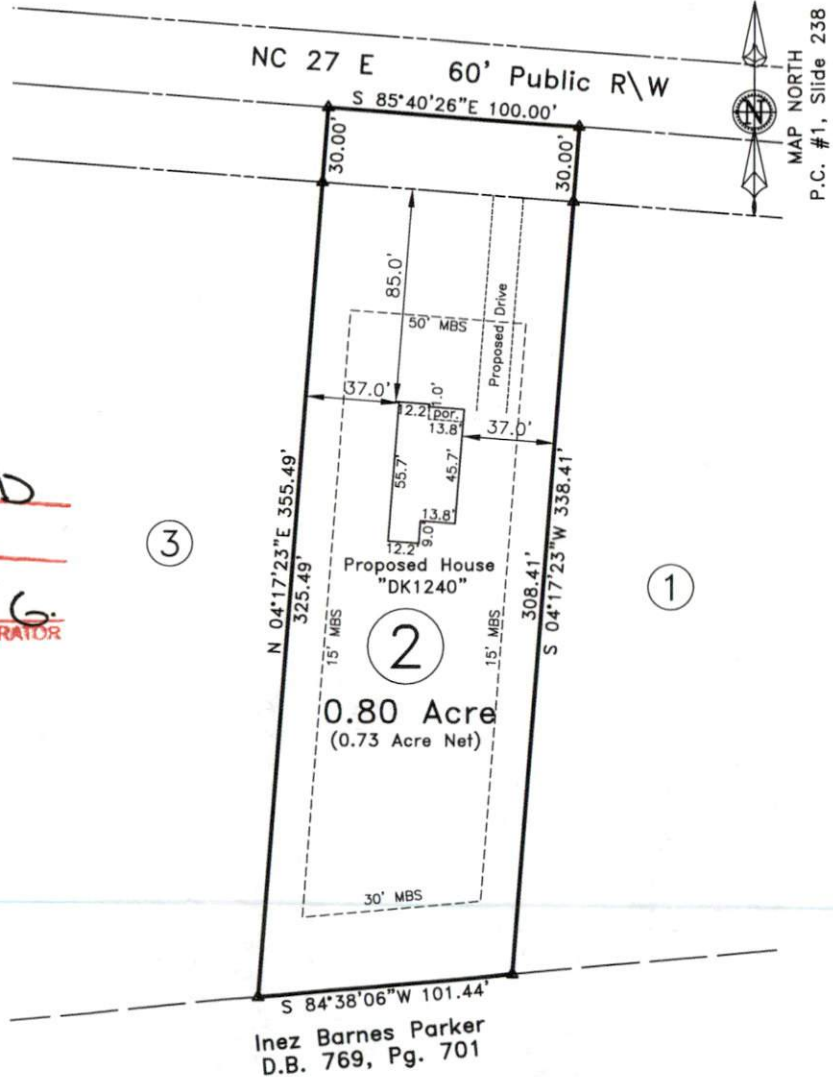 NC 27 E 60' Public R\W
S 85°40'26"E 100.00'
30.00'
30.00'
MAP NORTH
P.C. #1, Slide 238
N
85.0'
Proposed Drive
50' MBS
37.0'
12.2'
1.0'
por.
13.8'
37.0'
55.7'
45.7'
13.8'
9.0'
12.2'
Proposed House
"DK1240"
N 04°17'23"E 355.49'
325.49'
308.41'
S 04°17'23"W 338.41'
3
1
2
15' MBS
15' MBS
0.80 Acre
(0.73 Acre Net)
30' MBS
S 84°38'06"W 101.44'
Inez Barnes Parker
D.B. 769, Pg. 701